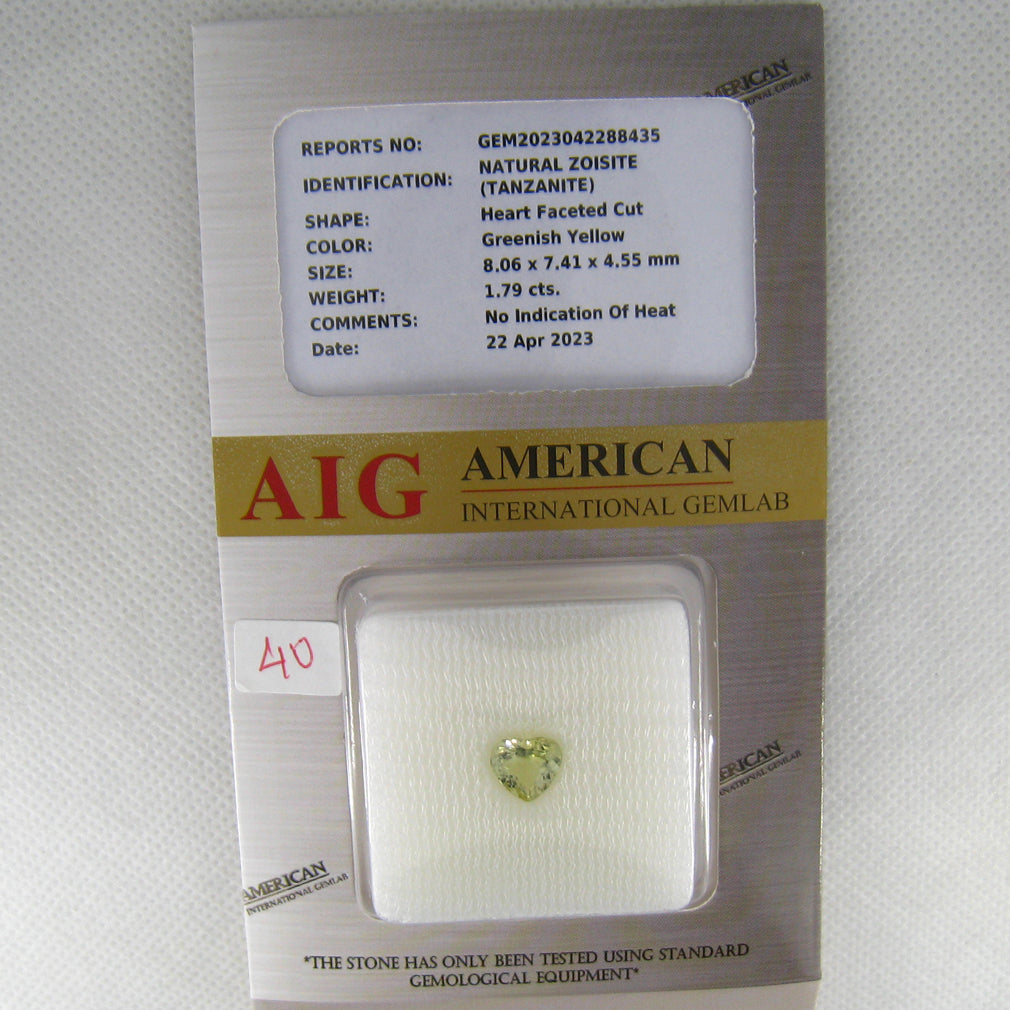 AMERICAN
INTERNATIONAL GEMLAB
REPORTS NO: GEM2023042288435
IDENTIFICATION: NATURAL ZOISITE
(TANZANITE)
SHAPE: Heart Faceted Cut
COLOR: Greenish Yellow
SIZE: 8.06 x 7.41 x 4.55 mm
WEIGHT: 1.79 cts.
COMMENTS: No Indication Of Heat
Date: 22 Apr 2023
AIG AMERICAN
INTERNATIONAL GEMLAB
40
ERICAN
NATIONAL GEMLAB
AMERICAN
INTERNATIONAL GEMLAB
*THE STONE HAS ONLY BEEN TESTED USING STANDARD
GEMOLOGICAL EQUIPMENT*